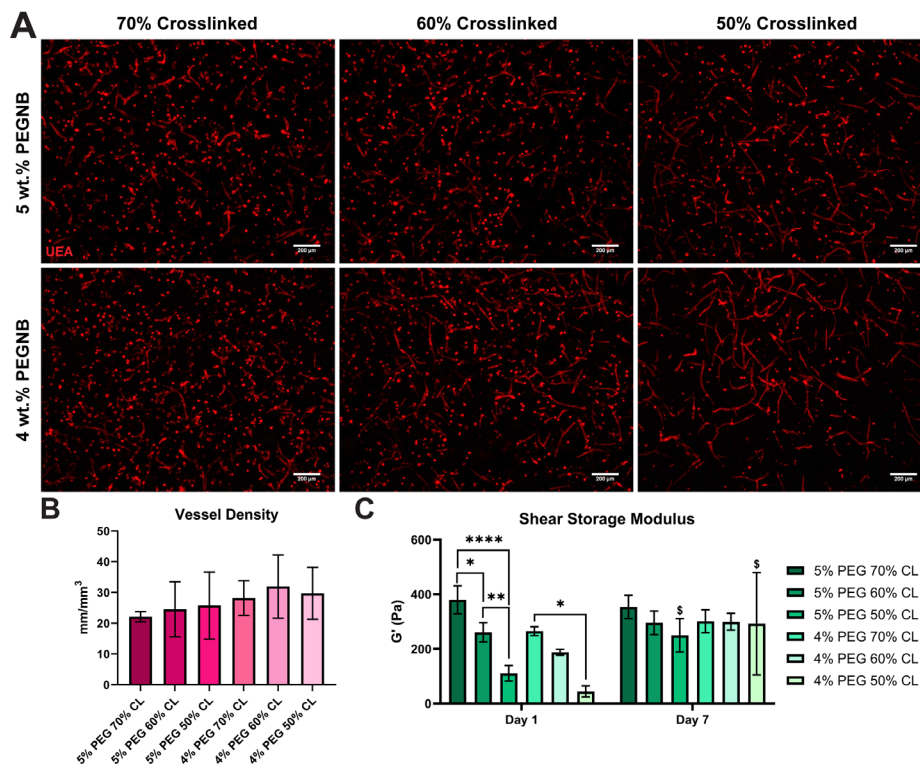 A
70% Crosslinked
60% Crosslinked
50% Crosslinked
5 wt.% PEGNB
UEA
200 µm
200 µm
200 µm
4 wt.% PEGNB
200 µm
200 µm
200 µm
B
Vessel Density
mm/mm³
50
40
30
20
10
0
5% PEG 70% CL
5% PEG 60% CL
5% PEG 50% CL
4% PEG 70% CL
4% PEG 60% CL
4% PEG 50% CL
C
Shear Storage Modulus
G' (Pa)
600
400
200
0
****
*
**
*
$
$
Day 1
Day 7
5% PEG 70% CL
5% PEG 60% CL
5% PEG 50% CL
4% PEG 70% CL
4% PEG 60% CL
4% PEG 50% CL